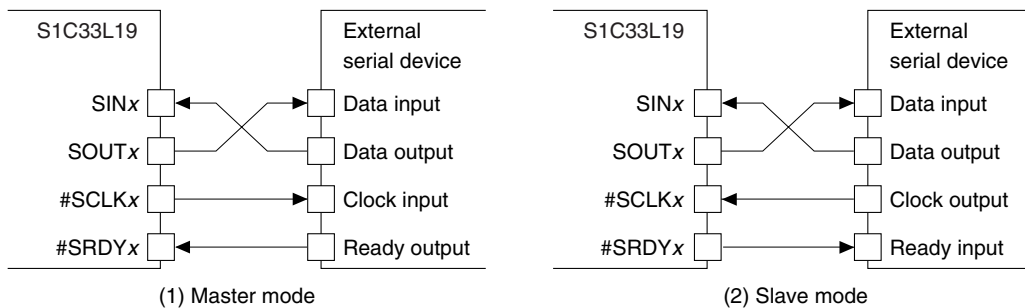 S1C33L19
External
serial device
SINx
Data input
SOUTx
Data output
#SCLKx
Clock input
#SRDYx
Ready output
(1) Master mode
S1C33L19
External
serial device
SINx
Data input
SOUTx
Data output
#SCLKx
Clock output
#SRDYx
Ready input
(2) Slave mode